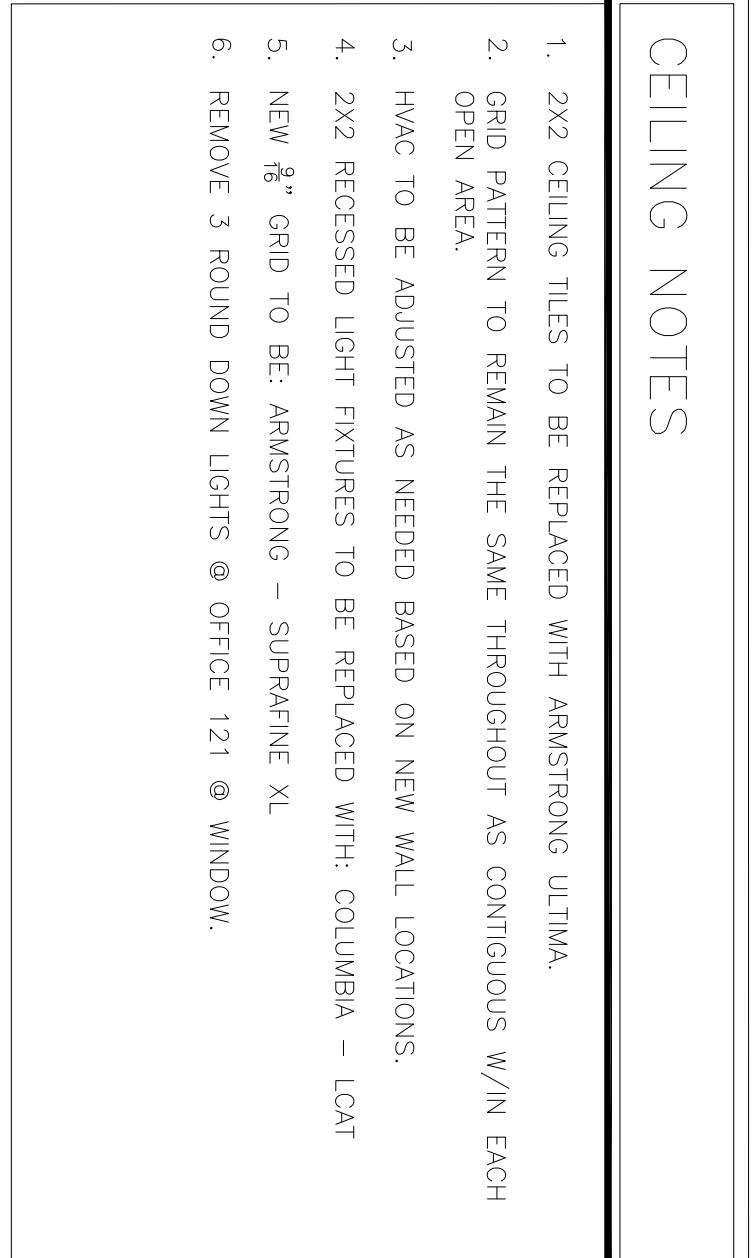 CEILING NOTES
1. 2X2 CEILING TILES TO BE REPLACED WITH ARMSTRONG ULTIMA.
2. GRID PATTERN TO REMAIN THE SAME THROUGHOUT AS CONTIGUOUS W/IN EACH
OPEN AREA.
3. HVAC TO BE ADJUSTED AS NEEDED BASED ON NEW WALL LOCATIONS.
4. 2X2 RECESSED LIGHT FIXTURES TO BE REPLACED WITH: COLUMBIA – LCAT
5. NEW 9/16" GRID TO BE: ARMSTRONG – SUPRAFINE XL
6. REMOVE 3 ROUND DOWN LIGHTS @ OFFICE 121 @ WINDOW.